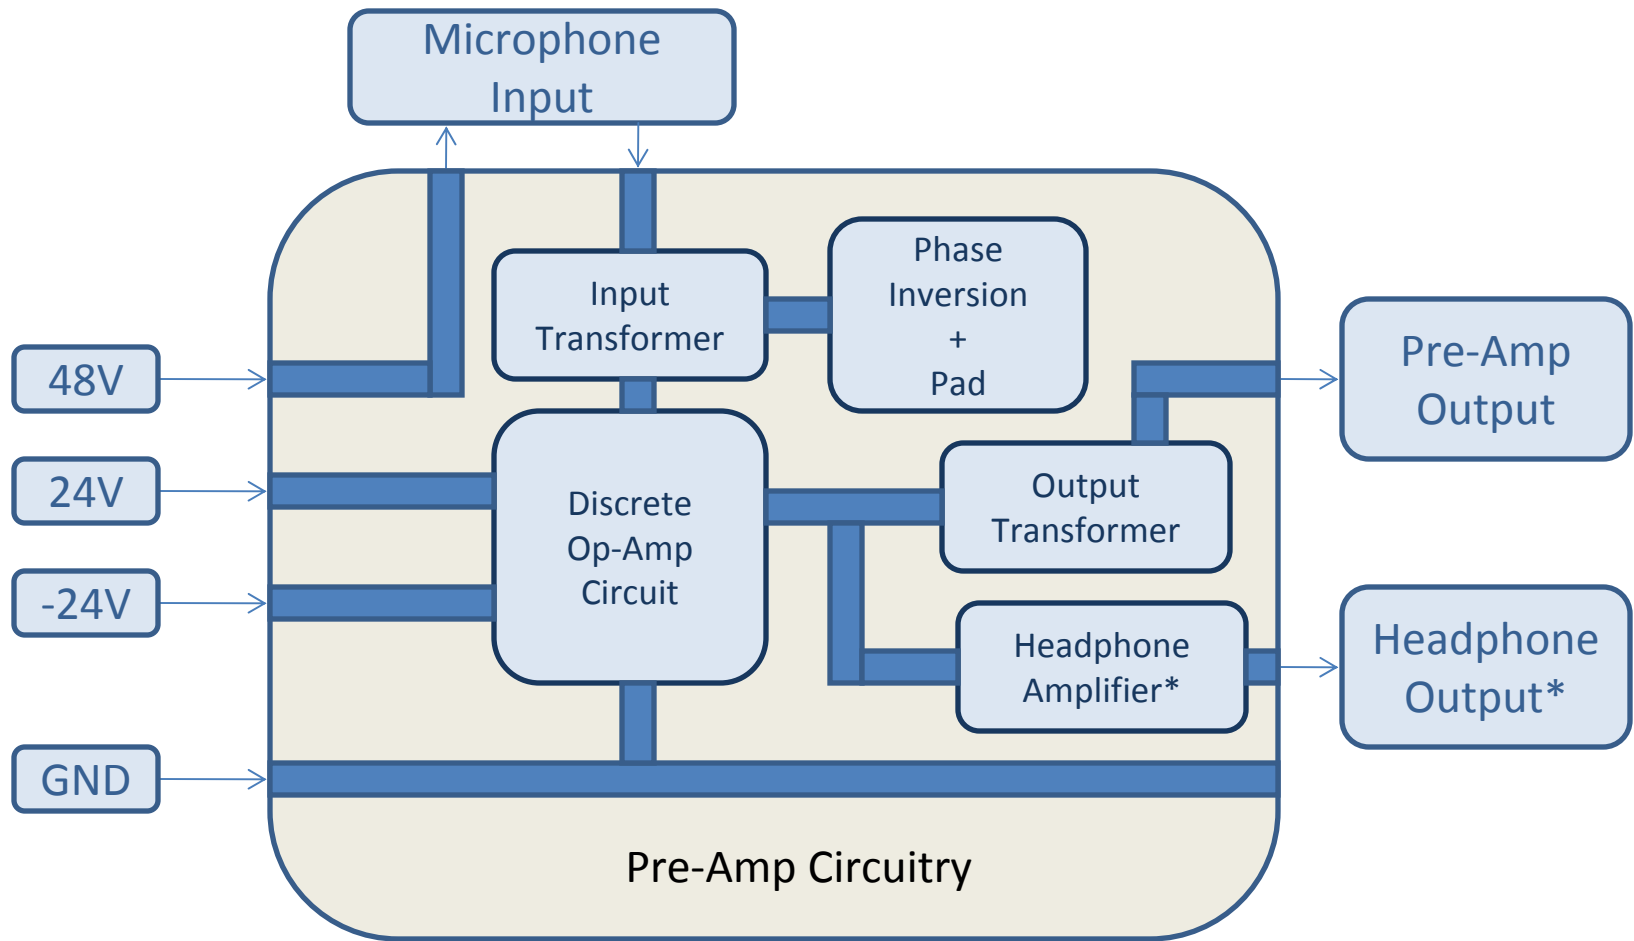 Microphone
Input
Input
Transformer
Phase
Inversion
+
Pad
48V
24V
-24V
GND
Discrete
Op-Amp
Circuit
Output
Transformer
Headphone
Amplifier*
Pre-Amp
Output
Headphone
Output*
Pre-Amp Circuitry